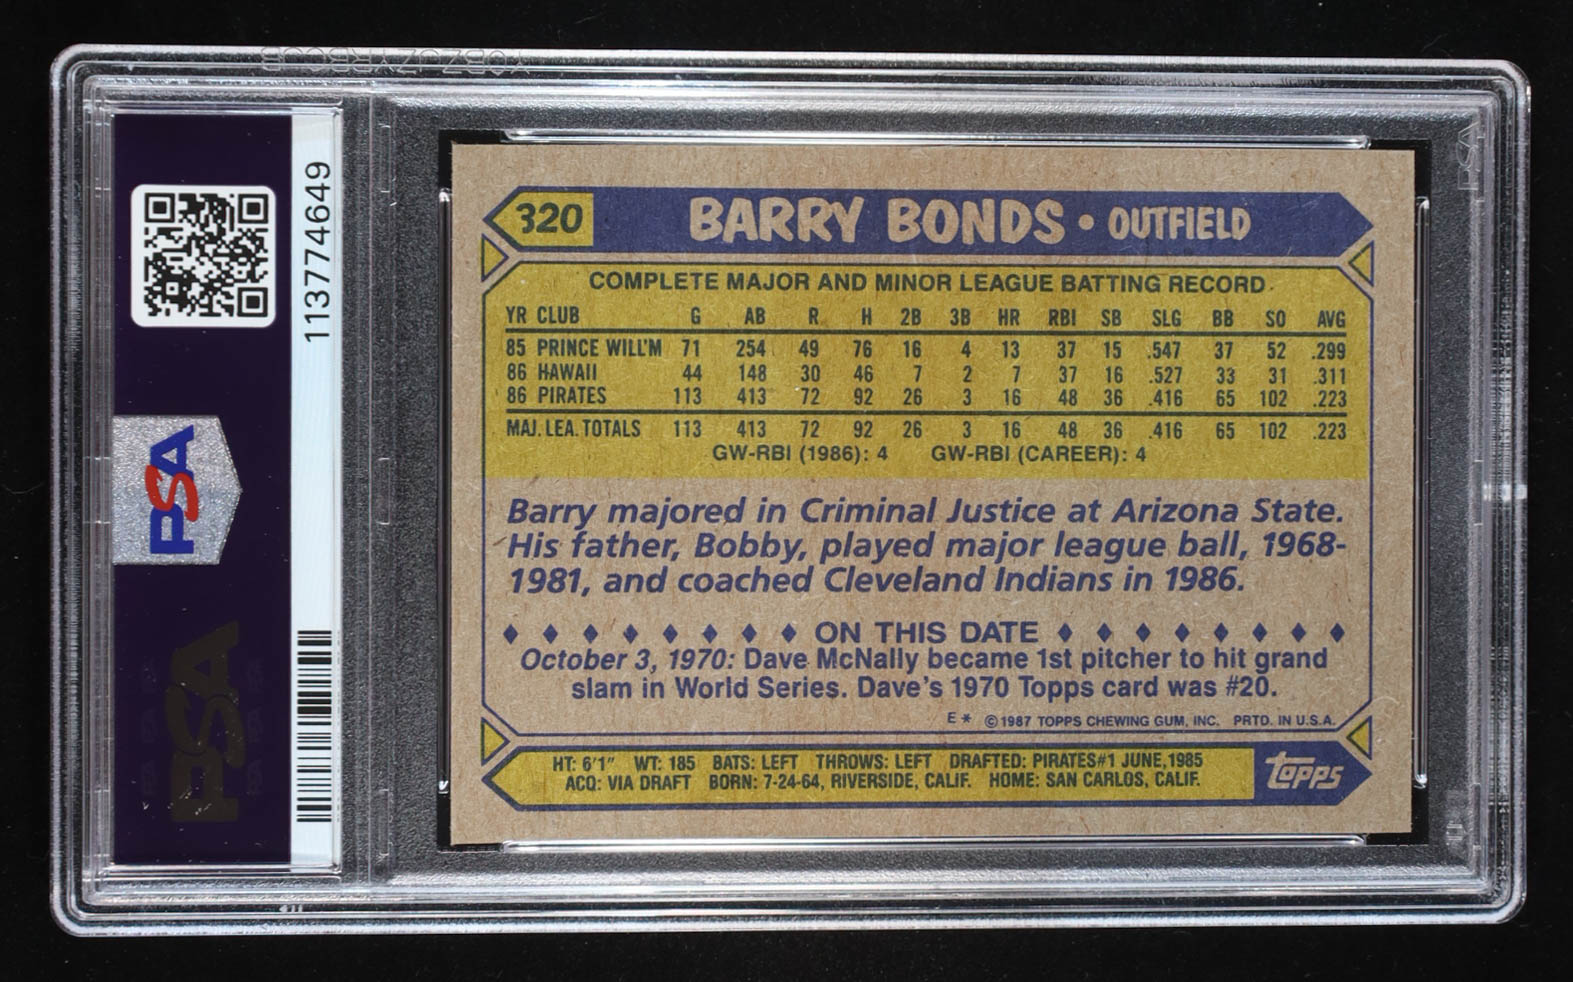 113774649
PSA
PSA
320 BARRY BONDS • OUTFIELD
COMPLETE MAJOR AND MINOR LEAGUE BATTING RECORD
YR CLUB G AB R H 2B 3B HR RBI SB SLG BB SO AVG
85 PRINCE WILL'M 71 254 49 76 16 4 13 37 15 .547 37 52 .299
86 HAWAII 44 148 30 46 7 2 7 37 16 .527 33 31 .311
86 PIRATES 113 413 72 92 26 3 16 48 36 .416 65 102 .223
MAJ. LEA. TOTALS 113 413 72 92 26 3 16 48 36 .416 65 102 .223
GW-RBI (1986): 4 GW-RBI (CAREER): 4
Barry majored in Criminal Justice at Arizona State.
His father, Bobby, played major league ball, 1968-
1981, and coached Cleveland Indians in 1986.
ON THIS DATE
October 3, 1970: Dave McNally became 1st pitcher to hit grand
slam in World Series. Dave's 1970 Topps card was #20.
E* ©1987 TOPPS CHEWING GUM, INC. PRTD. IN U.S.A.
HT: 6'1" WT: 185 BATS: LEFT THROWS: LEFT DRAFTED: PIRATES#1 JUNE,1985
ACQ: VIA DRAFT BORN: 7-24-64, RIVERSIDE, CALIF. HOME: SAN CARLOS, CALIF.
topps
PSA